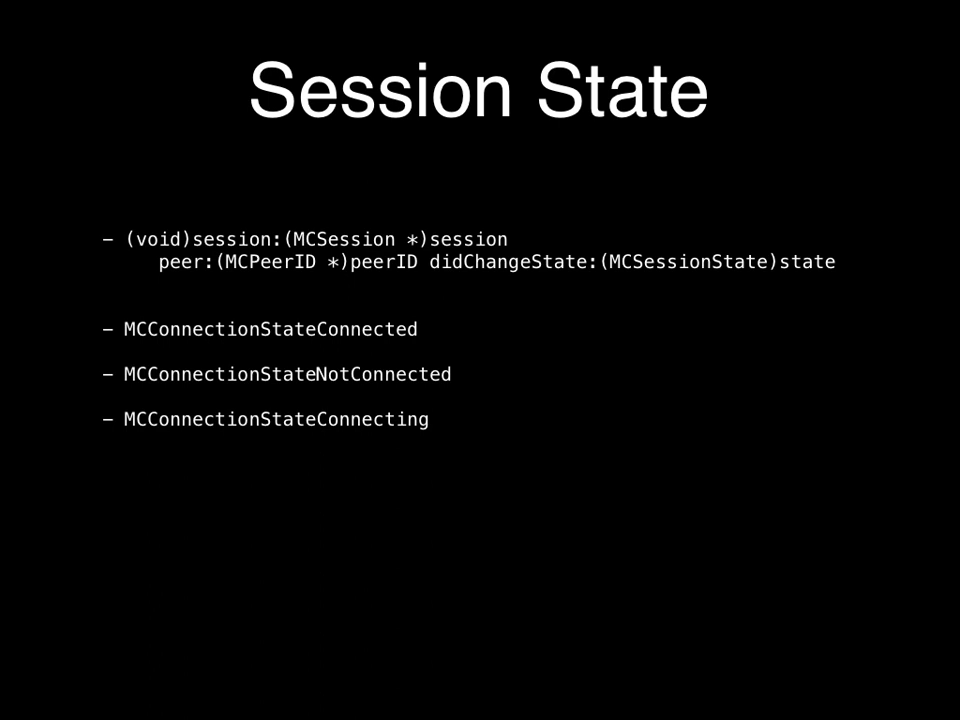 Session State
- (void)session:(MCSession *)session
peer:(MCPeerID *)peerID didChangeState:(MCSessionState)state
- MCConnectionStateConnected
- MCConnectionStateNotConnected
- MCConnectionStateConnecting